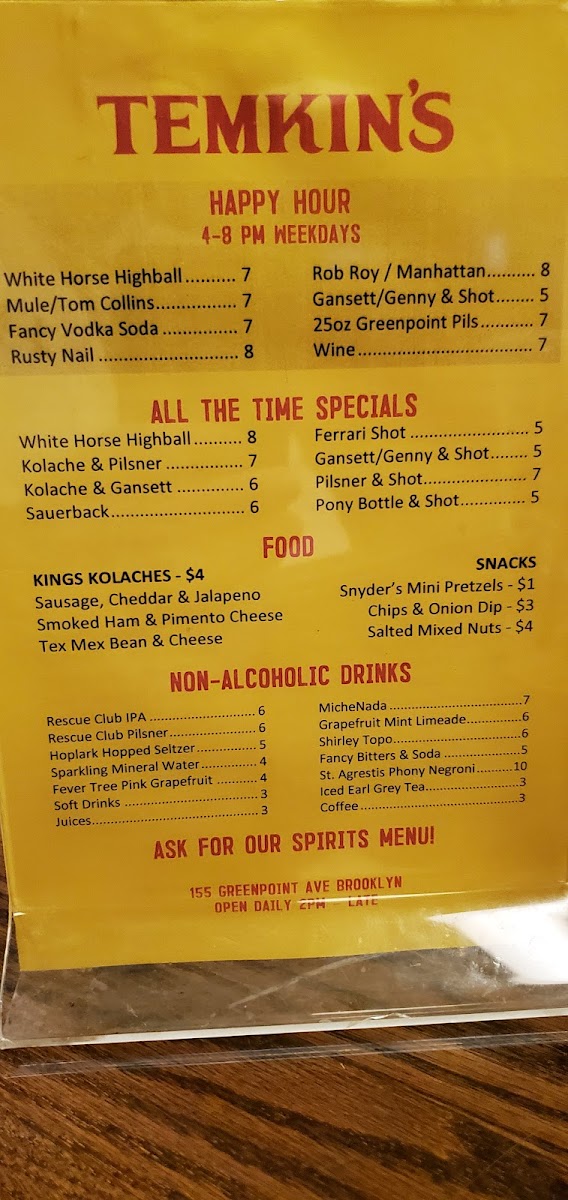 TEMKIN'S
HAPPY HOUR
4-8 PM WEEKDAYS
White Horse Highball.......... 7
Mule/Tom Collins................ 7
Fancy Vodka Soda ............... 7
Rusty Nail ............................ 8
Rob Roy / Manhattan.......... 8
Gansett/Genny & Shot........ 5
25oz Greenpoint Pils........... 7
Wine.................................... 7
ALL THE TIME SPECIALS
White Horse Highball.......... 8
Kolache & Pilsner ................ 7
Kolache & Gansett .............. 6
Sauerback............................ 6
Ferrari Shot ......................... 5
Gansett/Genny & Shot........ 5
Pilsner & Shot...................... 7
Pony Bottle & Shot.............. 5
FOOD
KINGS KOLACHES - $4
Sausage, Cheddar & Jalapeno
Smoked Ham & Pimento Cheese
Tex Mex Bean & Cheese
SNACKS
Snyder's Mini Pretzels - $1
Chips & Onion Dip - $3
Salted Mixed Nuts - $4
NON-ALCOHOLIC DRINKS
Rescue Club IPA ............................ 6
Rescue Club Pilsner....................... 6
Hoplark Hopped Seltzer................ 5
Sparkling Mineral Water............... 4
Fever Tree Pink Grapefruit ........... 4
Soft Drinks .................................... 3
Juices............................................. 3
MicheNada ....................................7
Grapefruit Mint Limeade..............6
Shirley Topo..................................6
Fancy Bitters & Soda ....................5
St. Agrestis Phony Negroni..........10
Iced Earl Grey Tea.........................3
Coffee...........................................3
ASK FOR OUR SPIRITS MENU!
155 GREENPOINT AVE BROOKLYN
OPEN DAILY 2PM - LATE